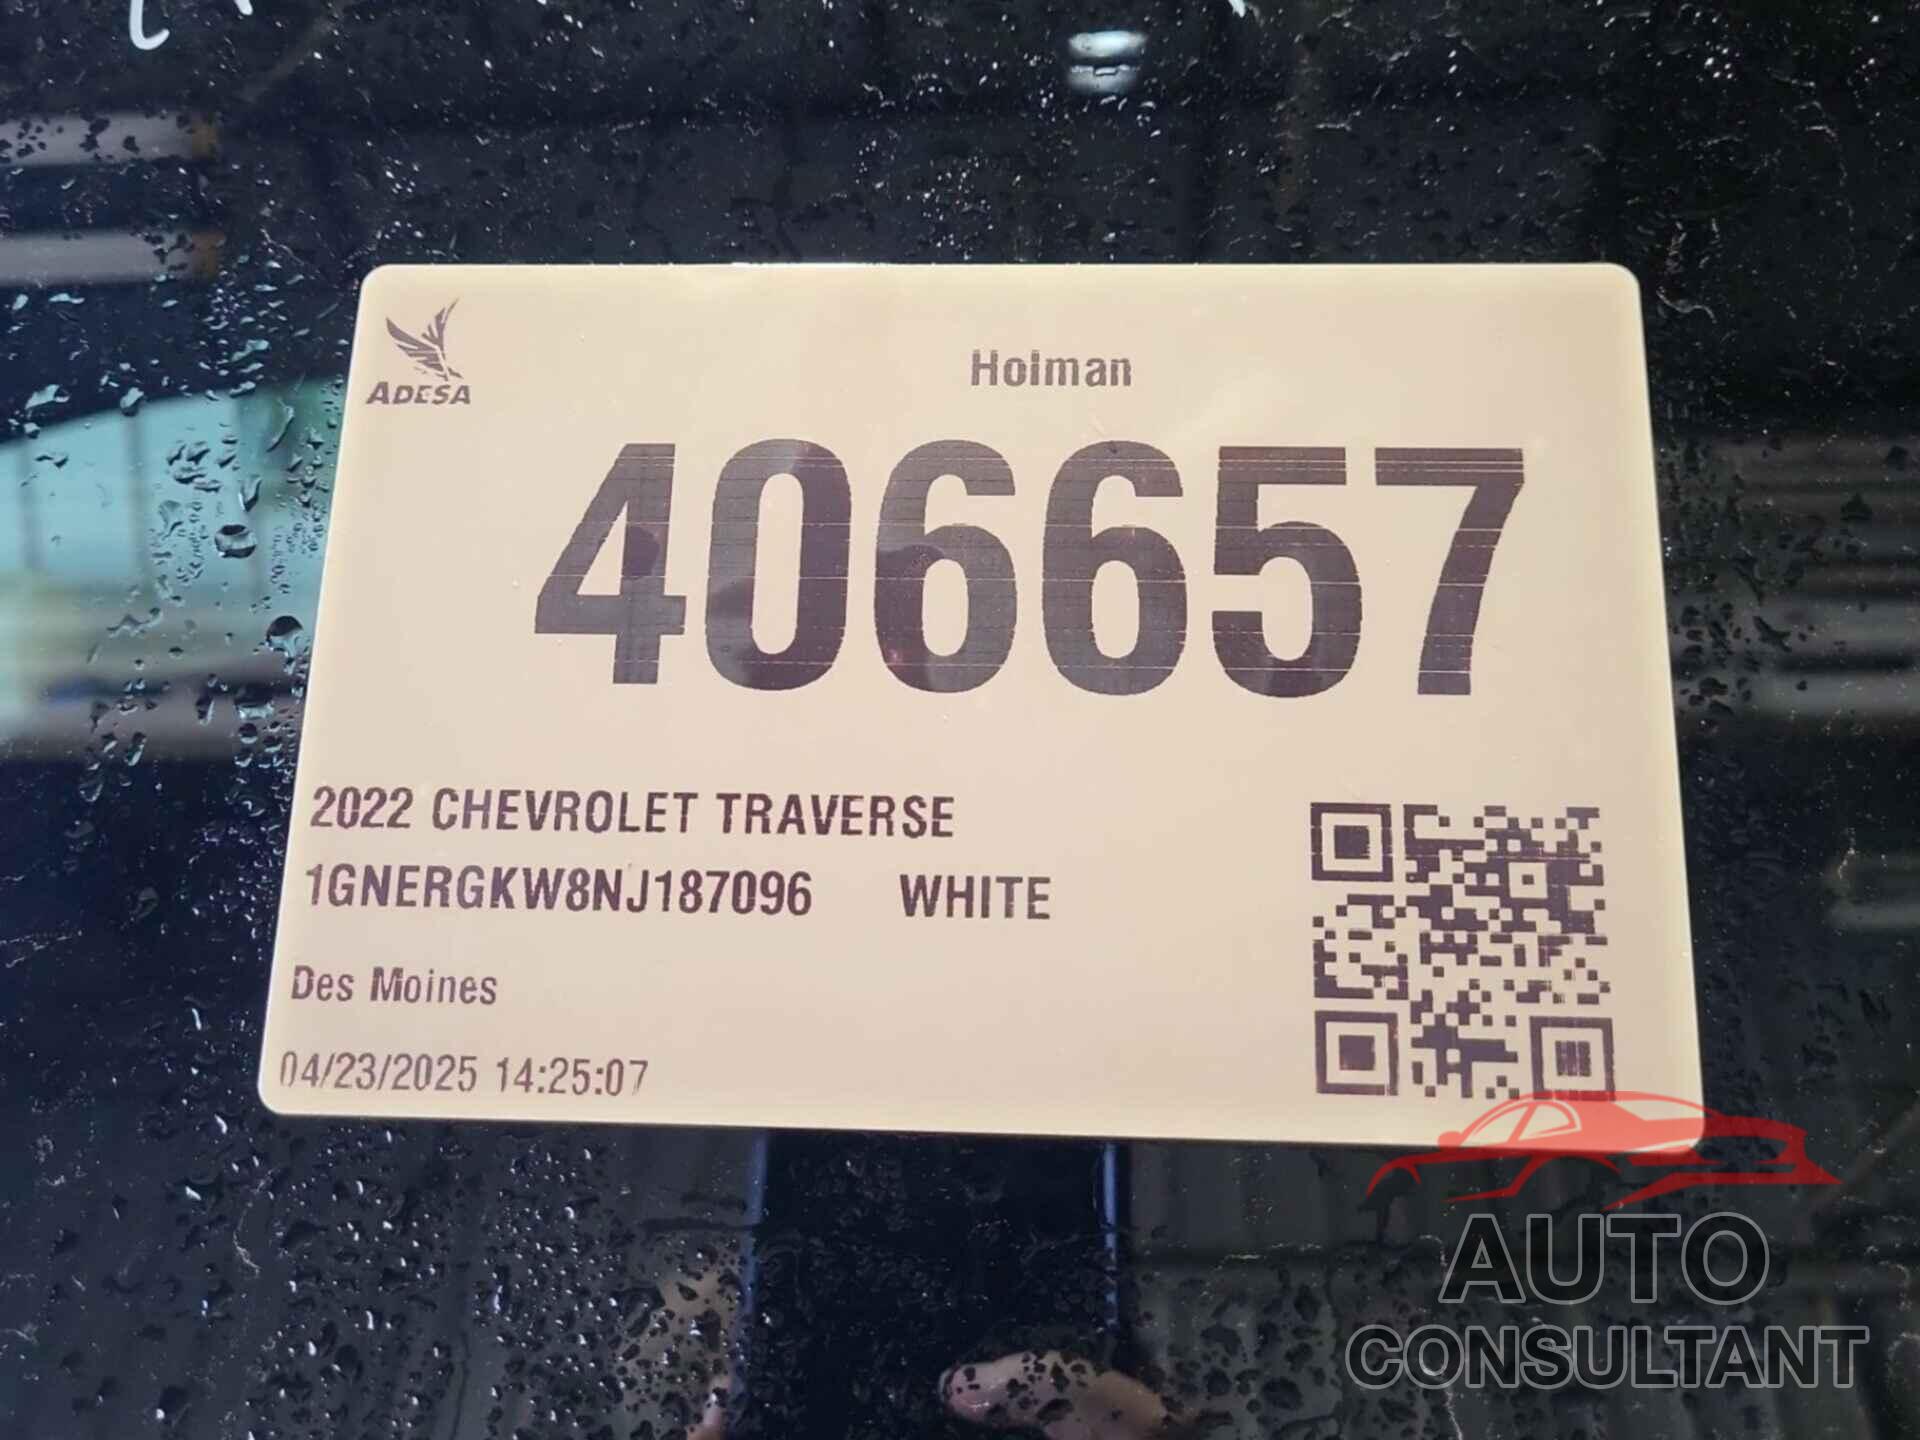 ADESA
Holman
406657
2022 CHEVROLET TRAVERSE
1GNERGKW8NJ187096 WHITE
Des Moines
04/23/2025 14:25:07
AUTO
CONSULTANT